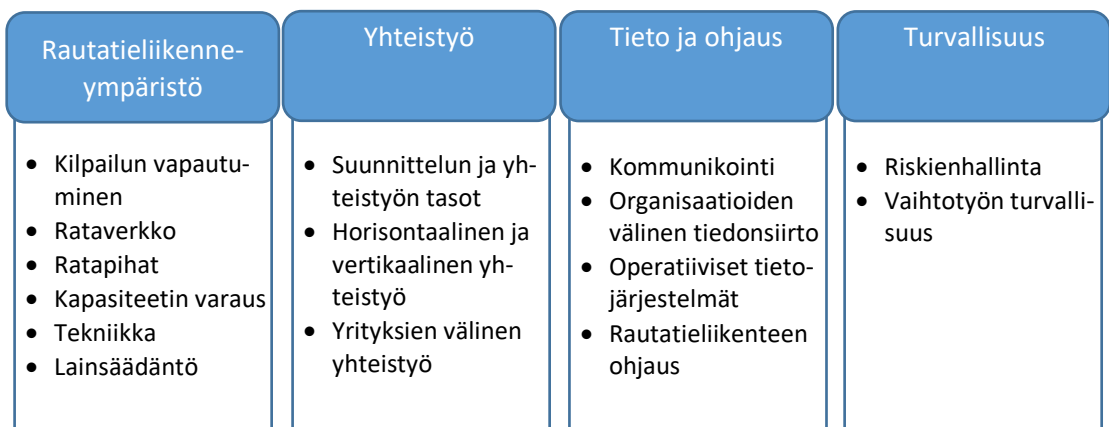 Rautatieliikenne-
ympäristö
• Kilpailun vapautu-
minen
• Rataverkko
• Ratapihat
• Kapasiteetin varaus
• Tekniikka
• Lainsäädäntö
Yhteistyö
• Suunnittelun ja yh-
teistyön tasot
• Horisontaalinen ja
vertikaalinen yh-
teistyö
• Yrityksien välinen
yhteistyö
Tieto ja ohjaus
• Kommunikointi
• Organisaatioiden
välinen tiedonsiirto
• Operatiiviset tieto-
järjestelmät
• Rautatieliikenteen
ohjaus
Turvallisuus
• Riskienhallinta
• Vaihtotyön turvalli-
suus